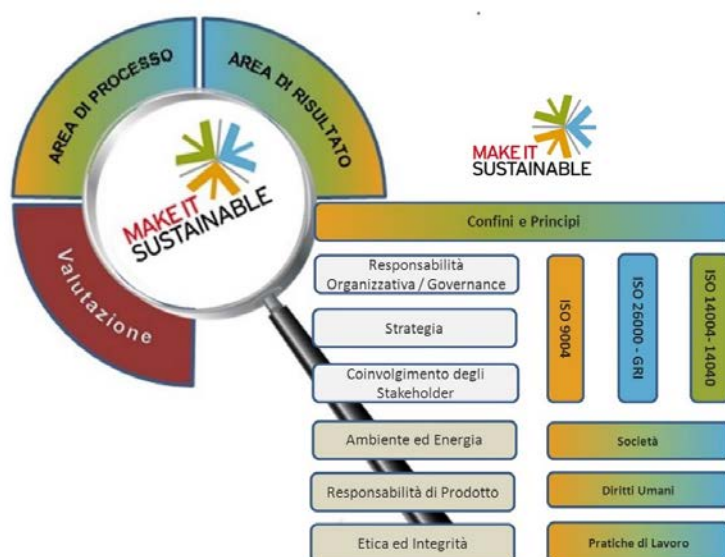 AREA DI PROCESSO
AREA DI RISULTATO
Valutazione
MAKE IT
SUSTAINABLE
MAKE IT
SUSTAINABLE
Confini e Principi
Responsabilità
Organizzativa / Governance
Strategia
Coinvolgimento degli
Stakeholder
ISO 9004
ISO 26000 - GRI
ISO 14004- 14040
Ambiente ed Energia
Società
Responsabilità di Prodotto
Diritti Umani
Etica ed Integrità
Pratiche di Lavoro